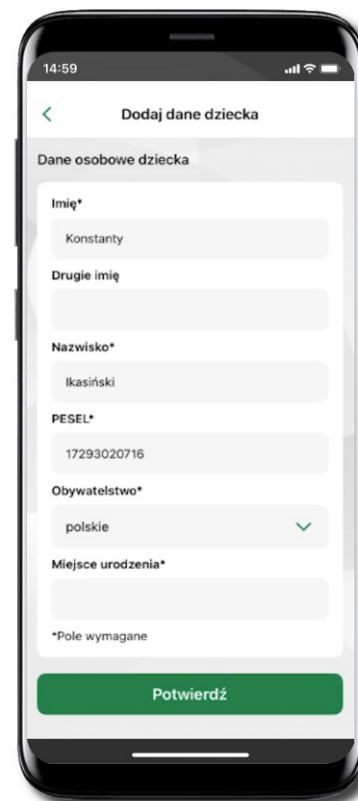 14:59
Dodaj dane dziecka
Dane osobowe dziecka
Imię*
Konstanty
Drugie imię
Nazwisko*
Ikasiński
PESEL*
17293020716
Obywatelstwo*
polskie
Miejsce urodzenia*
*Pole wymagane
Potwierdź